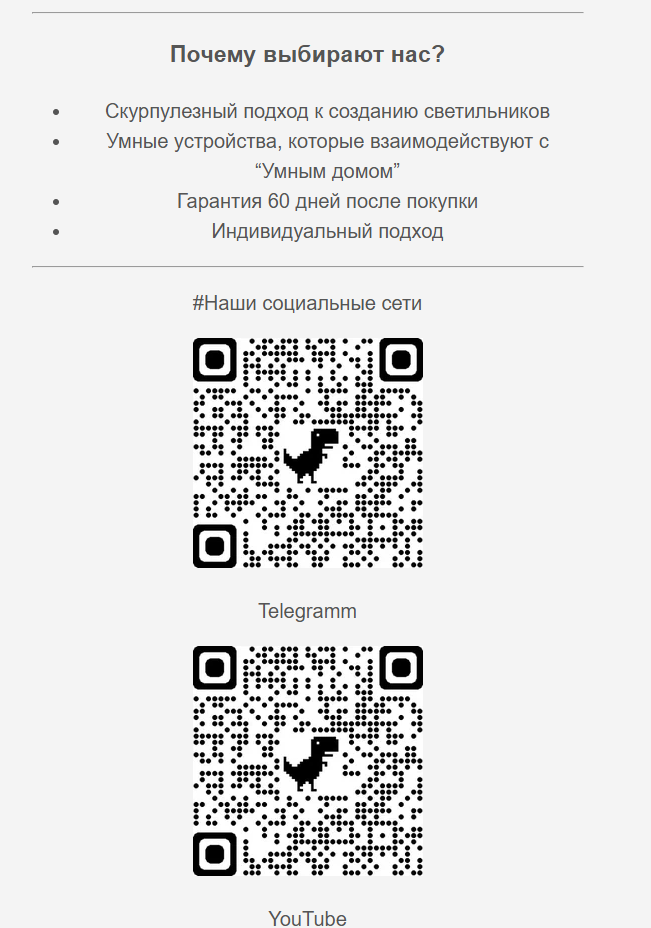 Почему выбирают нас?
Скурпулезный подход к созданию светильников
Умные устройства, которые взаимодействуют с
“Умным домом”
Гарантия 60 дней после покупки
Индивидуальный подход
#Наши социальные сети
Telegramm
YouTube